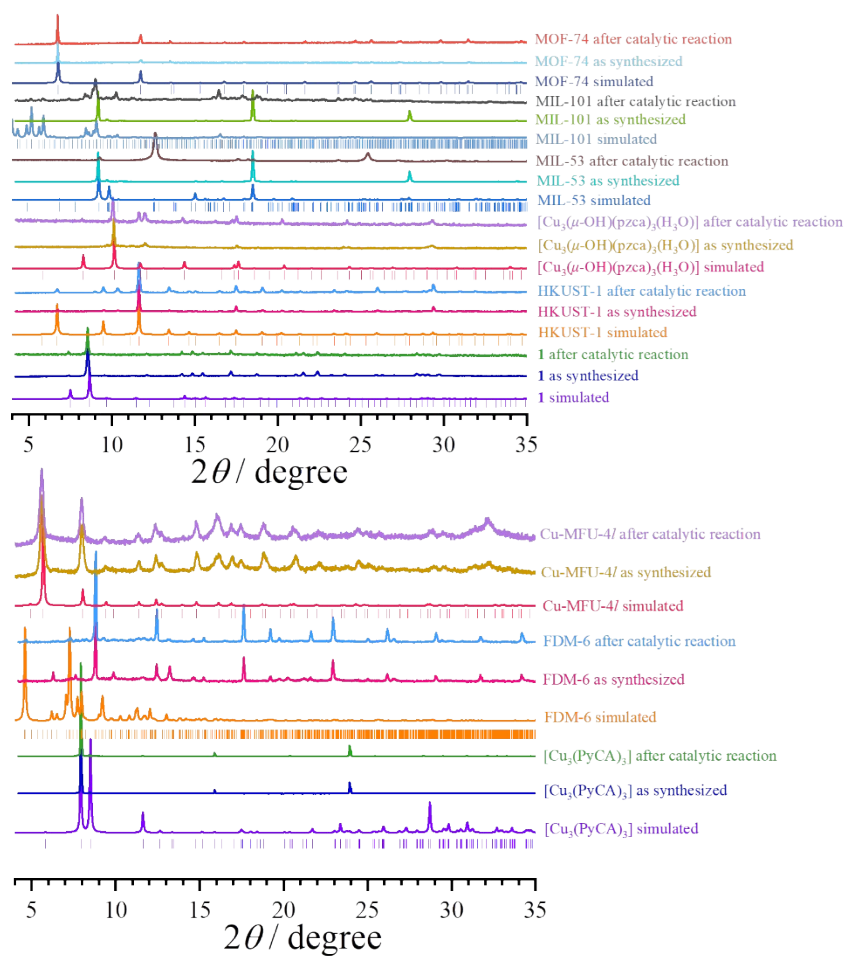 MOF-74 after catalytic reaction
MOF-74 as synthesized
MOF-74 simulated
MIL-101 after catalytic reaction
MIL-101 as synthesized
MIL-101 simulated
MIL-53 after catalytic reaction
MIL-53 as synthesized
MIL-53 simulated
[Cu₃(μ-OH)(pzca)₃(H₃O)] after catalytic reaction
[Cu₃(μ-OH)(pzca)₃(H₃O)] as synthesized
[Cu₃(μ-OH)(pzca)₃(H₃O)] simulated
HKUST-1 after catalytic reaction
HKUST-1 as synthesized
HKUST-1 simulated
1 after catalytic reaction
1 as synthesized
1 simulated
5 10 15 20 25 30 35
2θ / degree
Cu-MFU-4l after catalytic reaction
Cu-MFU-4l as synthesized
Cu-MFU-4l simulated
FDM-6 after catalytic reaction
FDM-6 as synthesized
FDM-6 simulated
[Cu₃(PyCA)₃] after catalytic reaction
[Cu₃(PyCA)₃] as synthesized
[Cu₃(PyCA)₃] simulated
5 10 15 20 25 30 35
2θ / degree